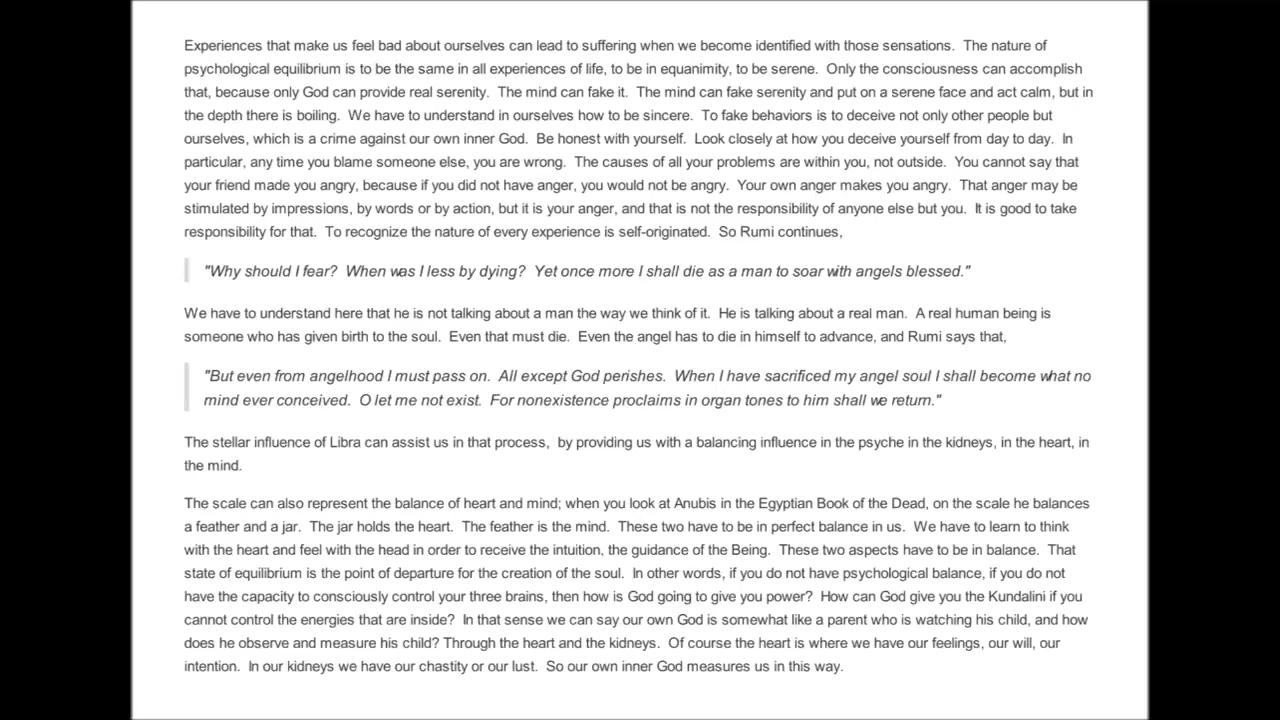 Experiences that make us feel bad about ourselves can lead to suffering when we become identified with those sensations.  The nature of
psychological equilibrium is to be the same in all experiences of life, to be in equanimity, to be serene.  Only the consciousness can accomplish
that, because only God can provide real serenity.  The mind can fake it.  The mind can fake serenity and put on a serene face and act calm, but in
the depth there is boiling.  We have to understand in ourselves how to be sincere.  To fake behaviors is to deceive not only other people but
ourselves, which is a crime against our own inner God.  Be honest with yourself.  Look closely at how you deceive yourself from day to day.  In
particular, any time you blame someone else, you are wrong.  The causes of all your problems are within you, not outside.  You cannot say that
your friend made you angry, because if you did not have anger, you would not be angry.  Your own anger makes you angry.  That anger may be
stimulated by impressions, by words or by action, but it is your anger, and that is not the responsibility of anyone else but you.  It is good to take
responsibility for that.  To recognize the nature of every experience is self-originated.  So Rumi continues,
"Why should I fear?  When was I less by dying?  Yet once more I shall die as a man to soar with angels blessed."
We have to understand here that he is not talking about a man the way we think of it.  He is talking about a real man.  A real human being is
someone who has given birth to the soul.  Even that must die.  Even the angel has to die in himself to advance, and Rumi says that,
"But even from angelhood I must pass on.  All except God perishes.  When I have sacrificed my angel soul I shall become what no
mind ever conceived.  O let me not exist.  For nonexistence proclaims in organ tones to him shall we return."
The stellar influence of Libra can assist us in that process,  by providing us with a balancing influence in the psyche in the kidneys, in the heart, in
the mind.
The scale can also represent the balance of heart and mind; when you look at Anubis in the Egyptian Book of the Dead, on the scale he balances
a feather and a jar.  The jar holds the heart.  The feather is the mind.  These two have to be in perfect balance in us.  We have to learn to think
with the heart and feel with the head in order to receive the intuition, the guidance of the Being.  These two aspects have to be in balance.  That
state of equilibrium is the point of departure for the creation of the soul.  In other words, if you do not have psychological balance, if you do not
have the capacity to consciously control your three brains, then how is God going to give you power?  How can God give you the Kundalini if you
cannot control the energies that are inside?  In that sense we can say our own God is somewhat like a parent who is watching his child, and how
does he observe and measure his child? Through the heart and the kidneys.  Of course the heart is where we have our feelings, our will, our
intention.  In our kidneys we have our chastity or our lust.  So our own inner God measures us in this way.